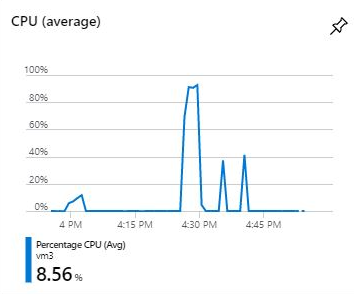 CPU (average)
100%
80%
60%
40%
20%
0%
4 PM 4:15 PM 4:30 PM 4:45 PM
Percentage CPU (Avg)
vm3
8.56 %